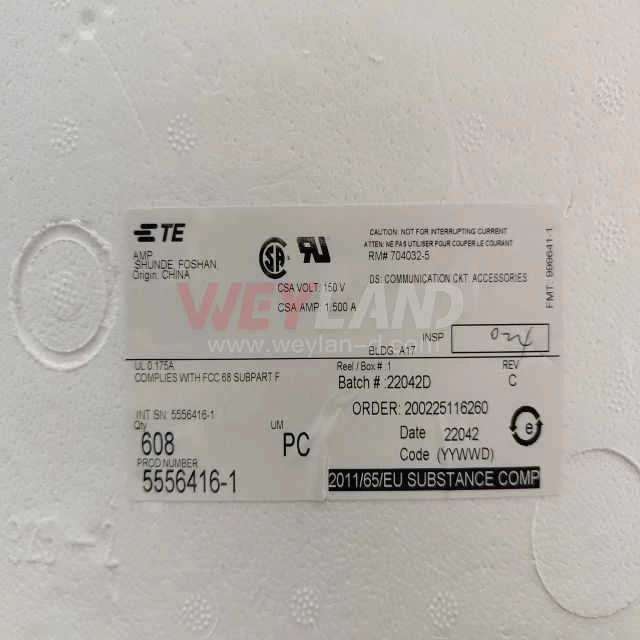 TE
AMP
SHUNDE, FOSHAN,
Origin, CHINA
CAUTION: NOT FOR INTERRUPTING CURRENT
ATTEN: NE PAS UTILISER POUR COUPER LE COURANT
RM# 704032-5
DS: COMMUNICATION CKT. ACCESSORIES
CSA VOLT: 150 V
CSA AMP: 1/500 A
FMT: 999641-1
WEYLAND
www.weylan-d.com
INSP
BLDG. A17
UL 0.175A
COMPLIES WITH FCC 68 SUBPART F
Reel / Box # :1
REV
Batch # :22042D
C
INT SN: 5556416-1
ORDER: 200225116260
Qty
UM
608
PC
Date 22042
Code (YYWWD)
e
PROD NUMBER
5556416-1
2011/65/EU SUBSTANCE COMP